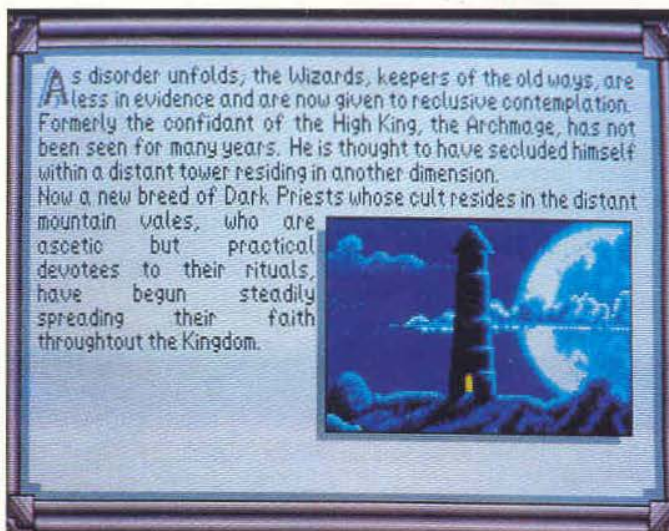 As disorder unfolds, the Wizards, keepers of the old ways, are
less in evidence and are now given to reclusive contemplation.
Formerly the confidant of the High King, the Archmage, has not
been seen for many years. He is thought to have secluded himself
within a distant tower residing in another dimension.
Now a new breed of Dark Priests whose cult resides in the distant
mountain vales, who are
ascetic but practical
devotees to their rituals,
have begun steadily
spreading their faith
throughtout the Kingdom.